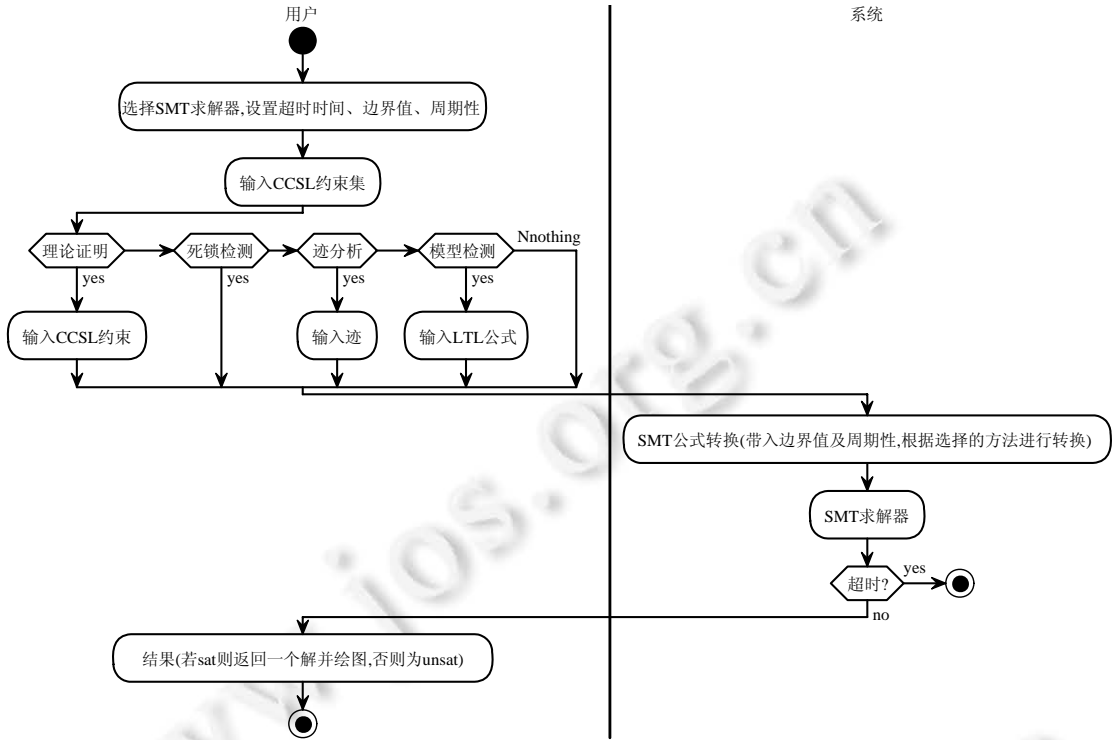 用户
系统
选择SMT求解器,设置超时时间、边界值、周期性
输入CCSL约束集
理论证明
死锁检测
迹分析
模型检测
Nnothing
yes
yes
yes
yes
输入CCSL约束
输入迹
输入LTL公式
SMT公式转换(带入边界值及周期性,根据选择的方法进行转换)
SMT求解器
超时?
yes
no
结果(若sat则返回一个解并绘图,否则为unsat)
www.jos.org.cn